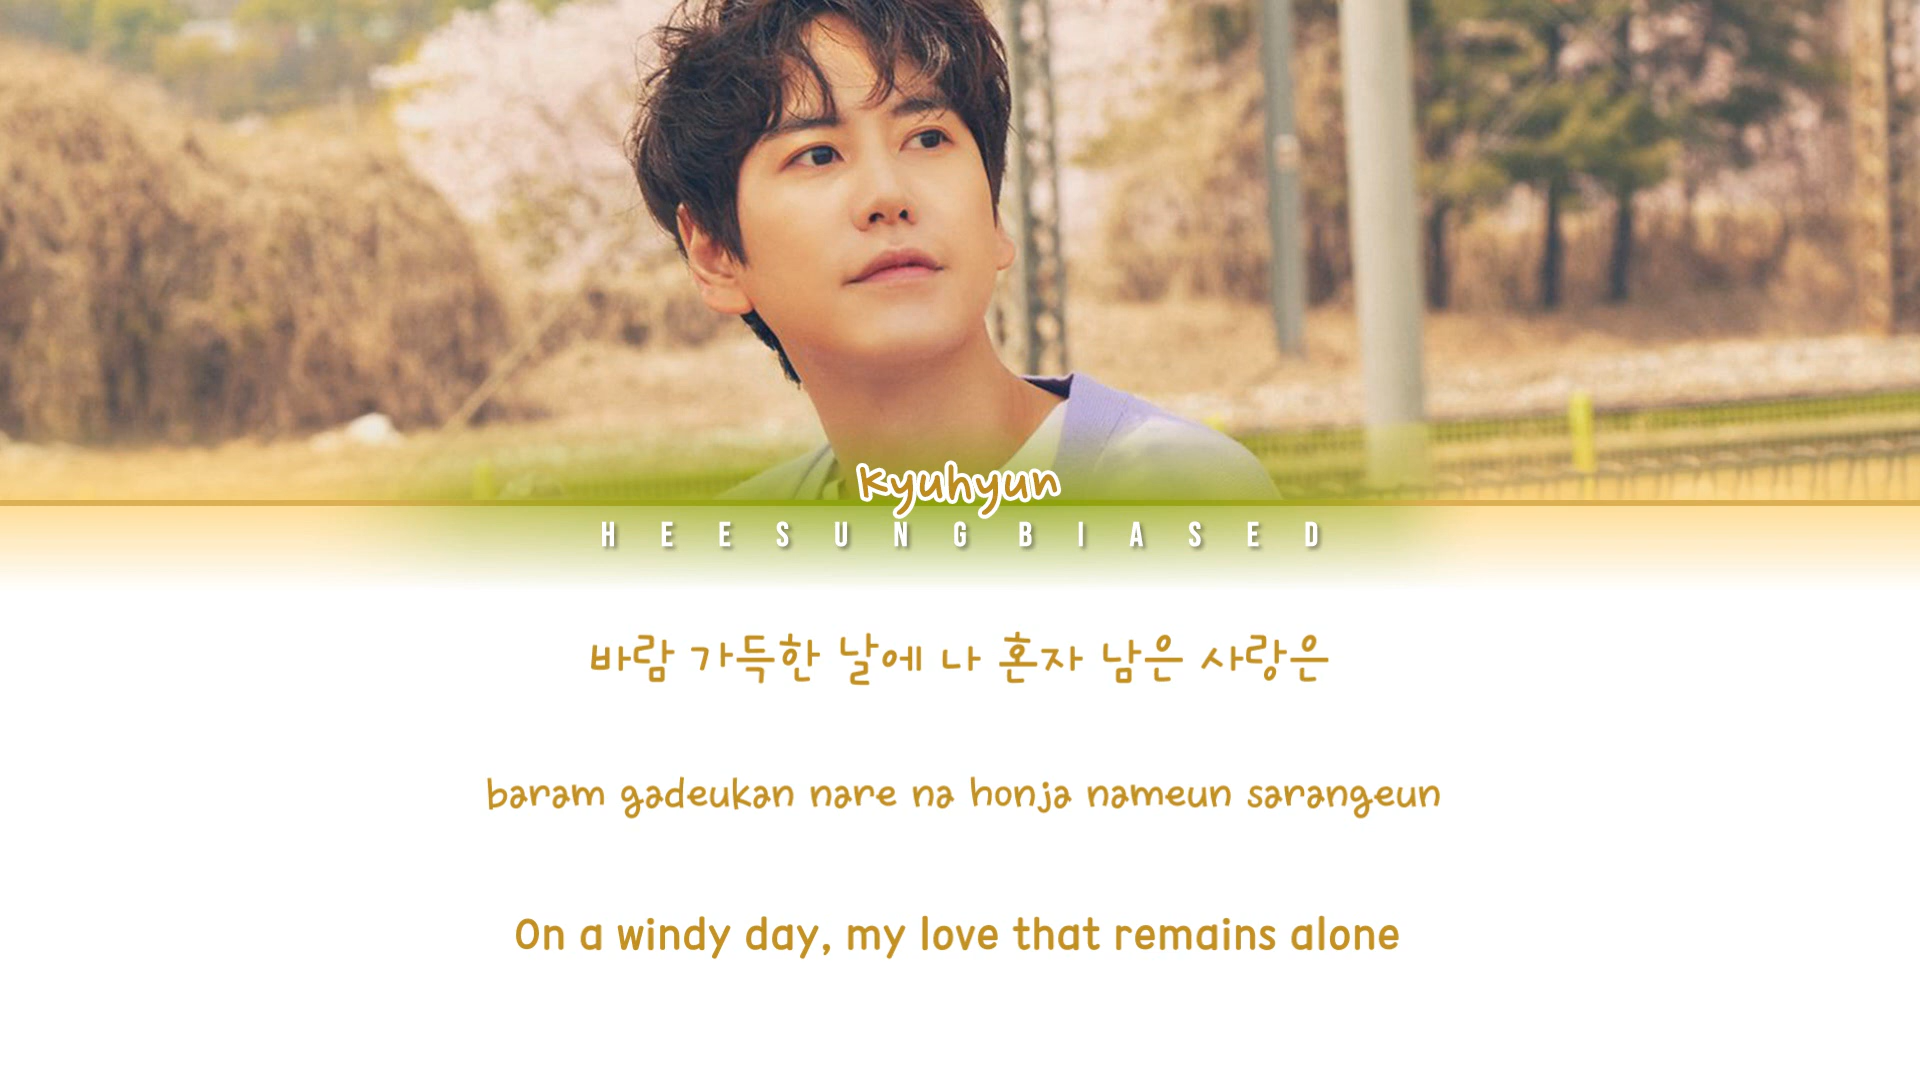 kyuhyun
HEESUNGBIASED
바람 가득한 날에 나 혼자 남은 사랑은
baram gadeukan nare na honja nameun sarangeun
On a windy day, my love that remains alone